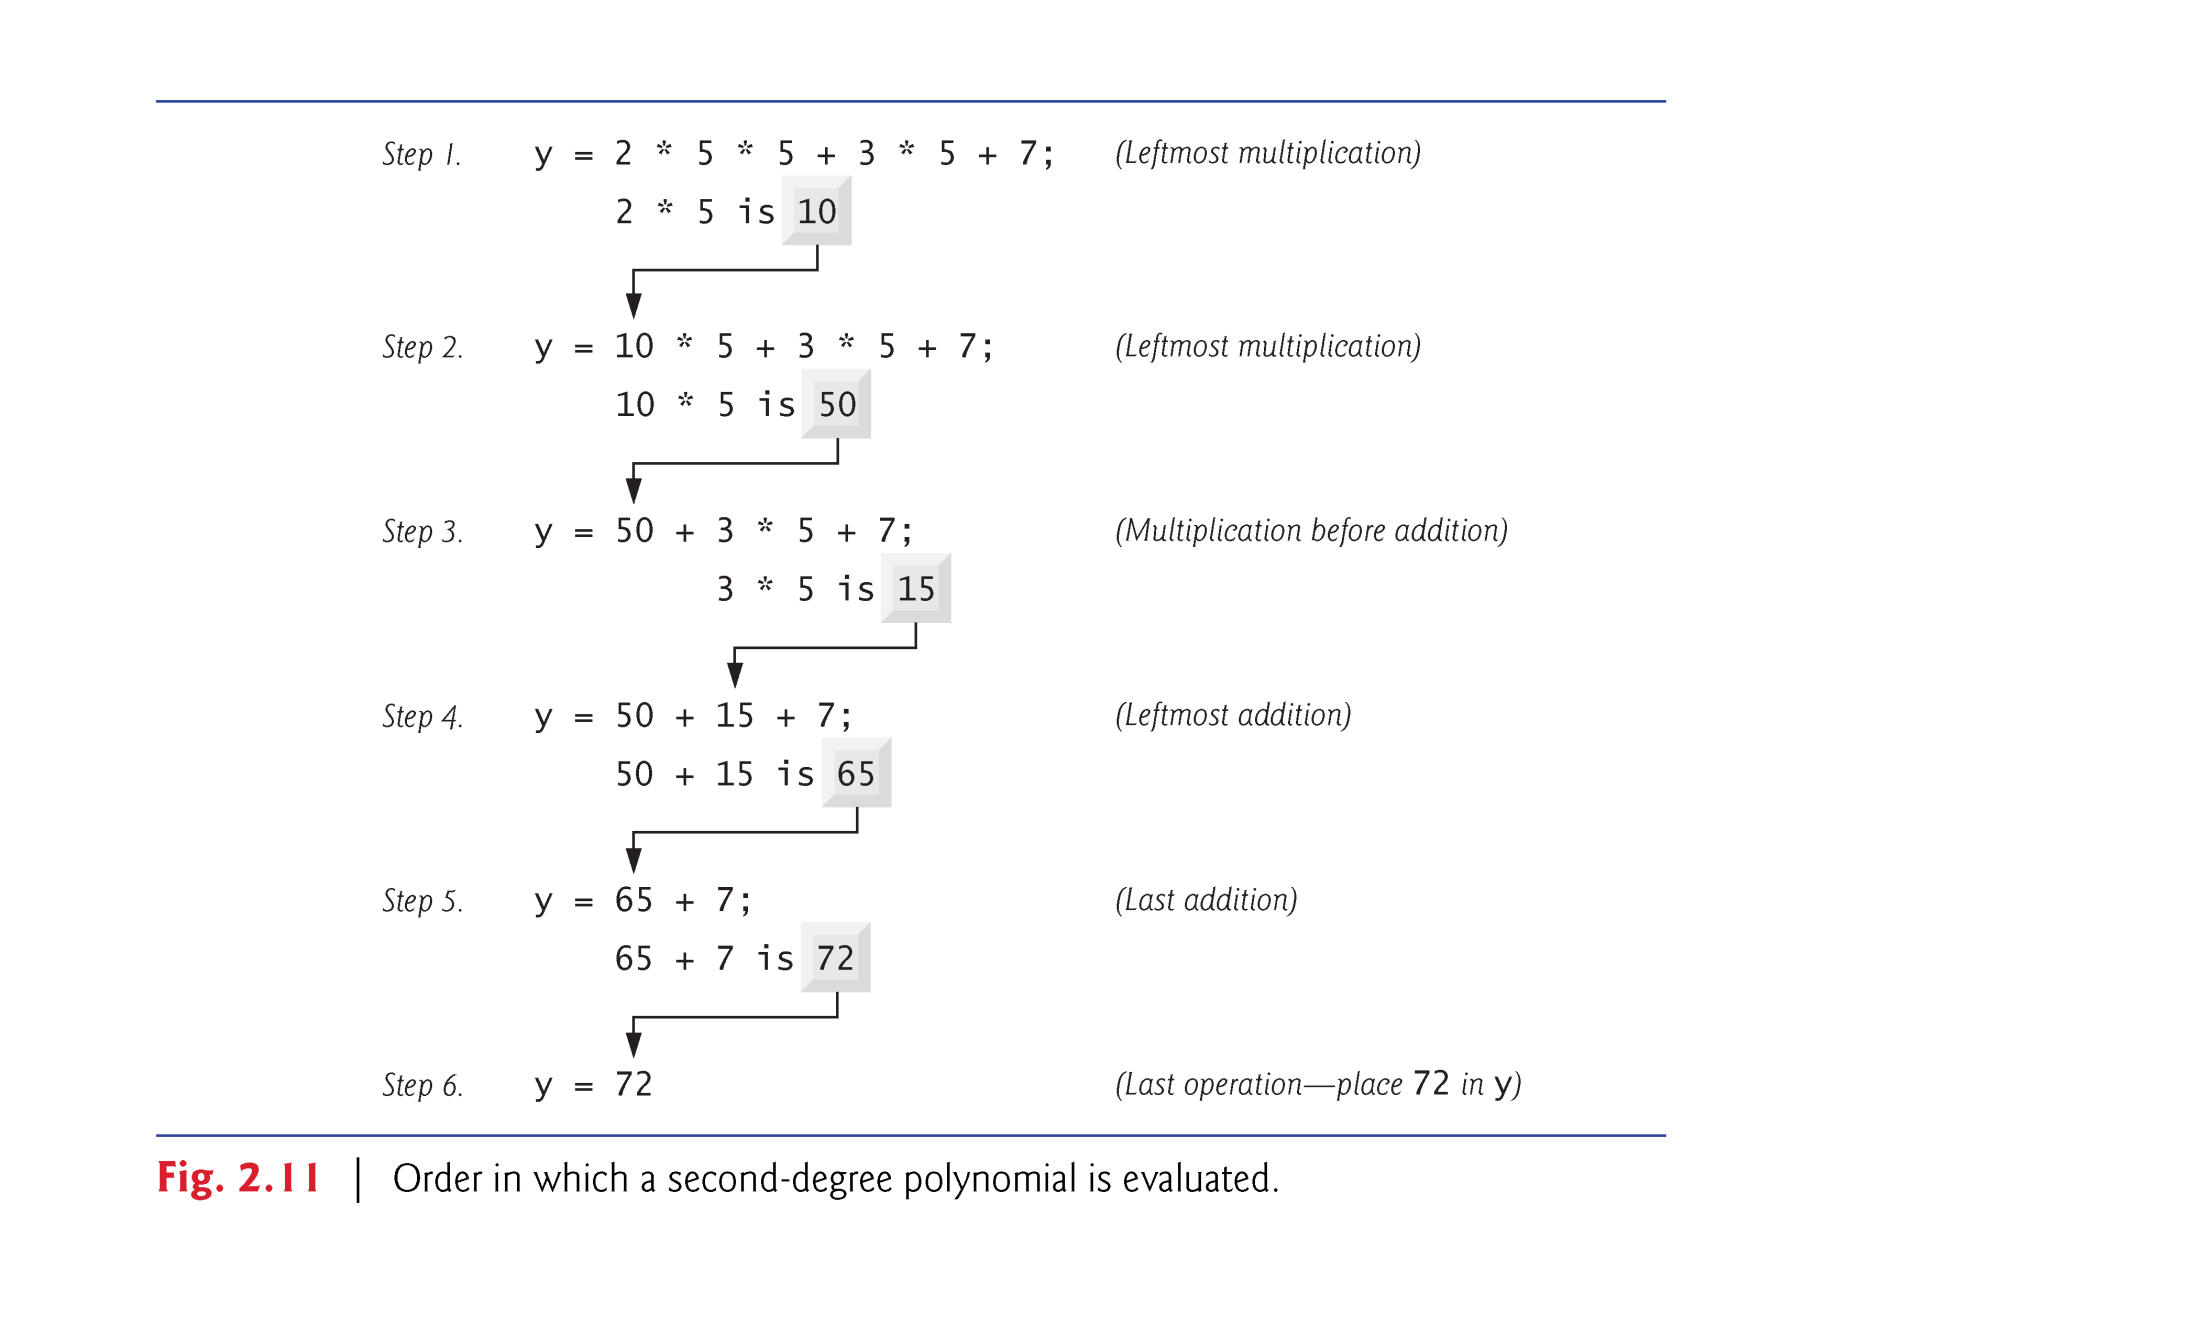 Step 1. y = 2 * 5 * 5 + 3 * 5 + 7; (Leftmost multiplication)
2 * 5 is 10
Step 2. y = 10 * 5 + 3 * 5 + 7; (Leftmost multiplication)
10 * 5 is 50
Step 3. y = 50 + 3 * 5 + 7; (Multiplication before addition)
3 * 5 is 15
Step 4. y = 50 + 15 + 7; (Leftmost addition)
50 + 15 is 65
Step 5. y = 65 + 7; (Last addition)
65 + 7 is 72
Step 6. y = 72 (Last operation—place 72 in y)
Fig. 2.11 | Order in which a second-degree polynomial is evaluated.